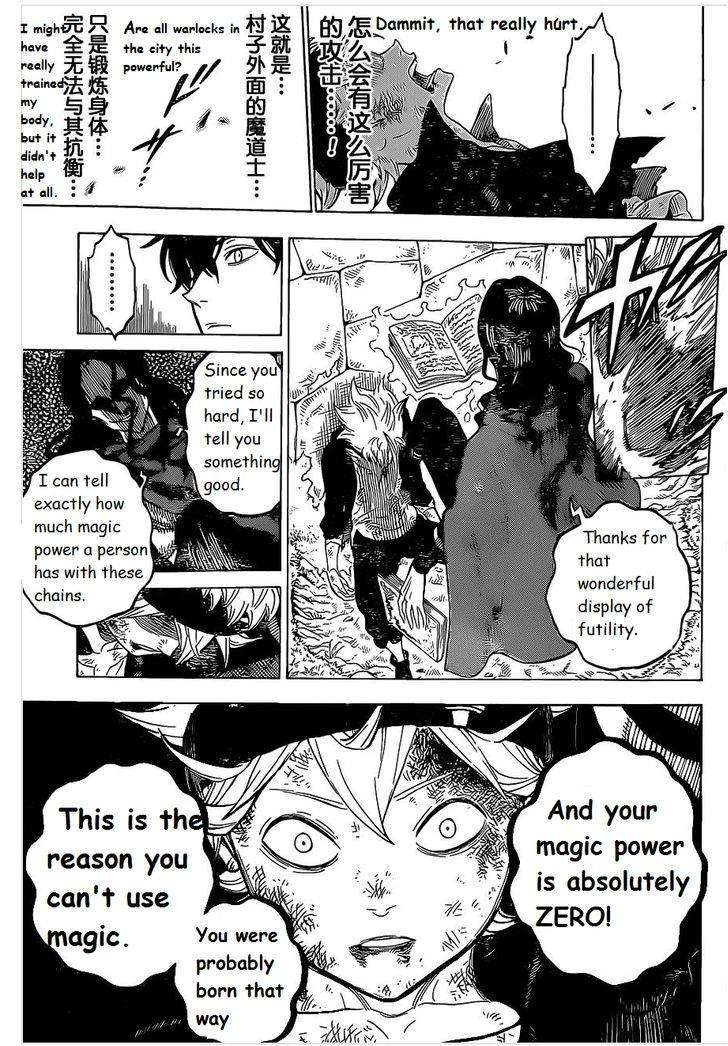 Dammit, that really hurt.
怎么会有这么厉害
的攻击……！
………
这就是…
村子外面的魔道士…
Are all warlocks in
the city this
powerful?
只是锻炼身体…
完全无法与其抗衡…
I might
have
really
trained
my
body,
but it
didn't
help
at all.
Thanks for
that
wonderful
display of
futility.
………
Since you
tried so
hard, I'll
tell you
something
good.
I can tell
exactly how
much magic
power a person
has with these
chains.
And your
magic power
is absolutely
ZERO!
This is the
reason you
can't use
magic.
You were
probably
born that
way